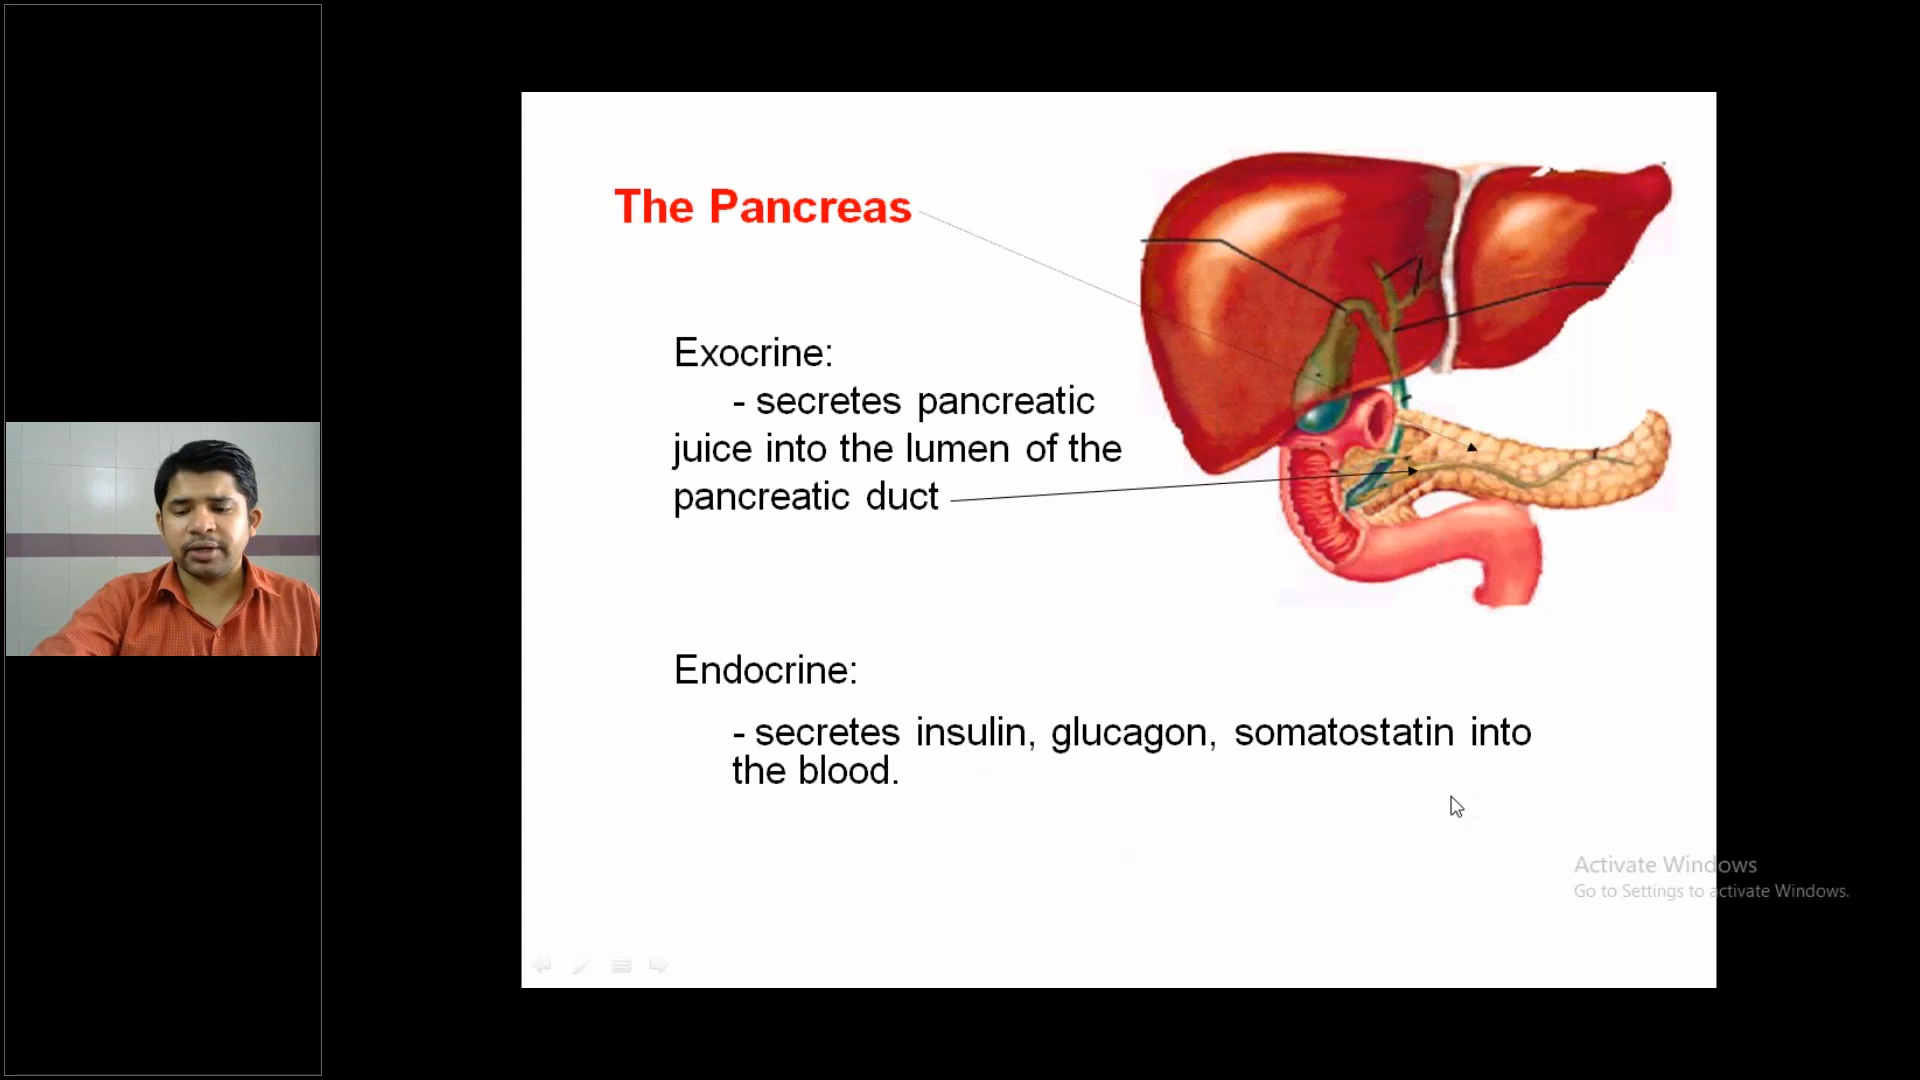 The Pancreas
Exocrine:
- secretes pancreatic
juice into the lumen of the
pancreatic duct
Endocrine:
- secretes insulin, glucagon, somatostatin into
the blood.
Activate Windows
Go to Settings to activate Windows.